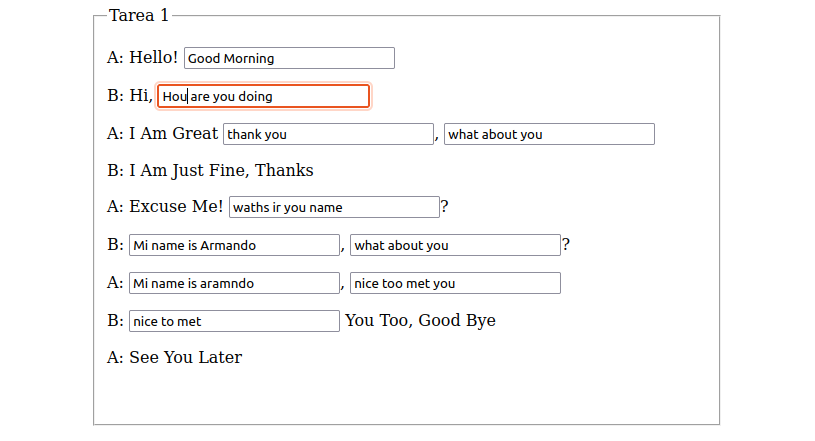 Tarea 1
A: Hello! Good Morning
B: Hi, Hou are you doing
A: I Am Great thank you, what about you
B: I Am Just Fine, Thanks
A: Excuse Me! waths ir you name?
B: Mi name is Armando, what about you?
A: Mi name is aramndo, nice too met you
B: nice to met You Too, Good Bye
A: See You Later